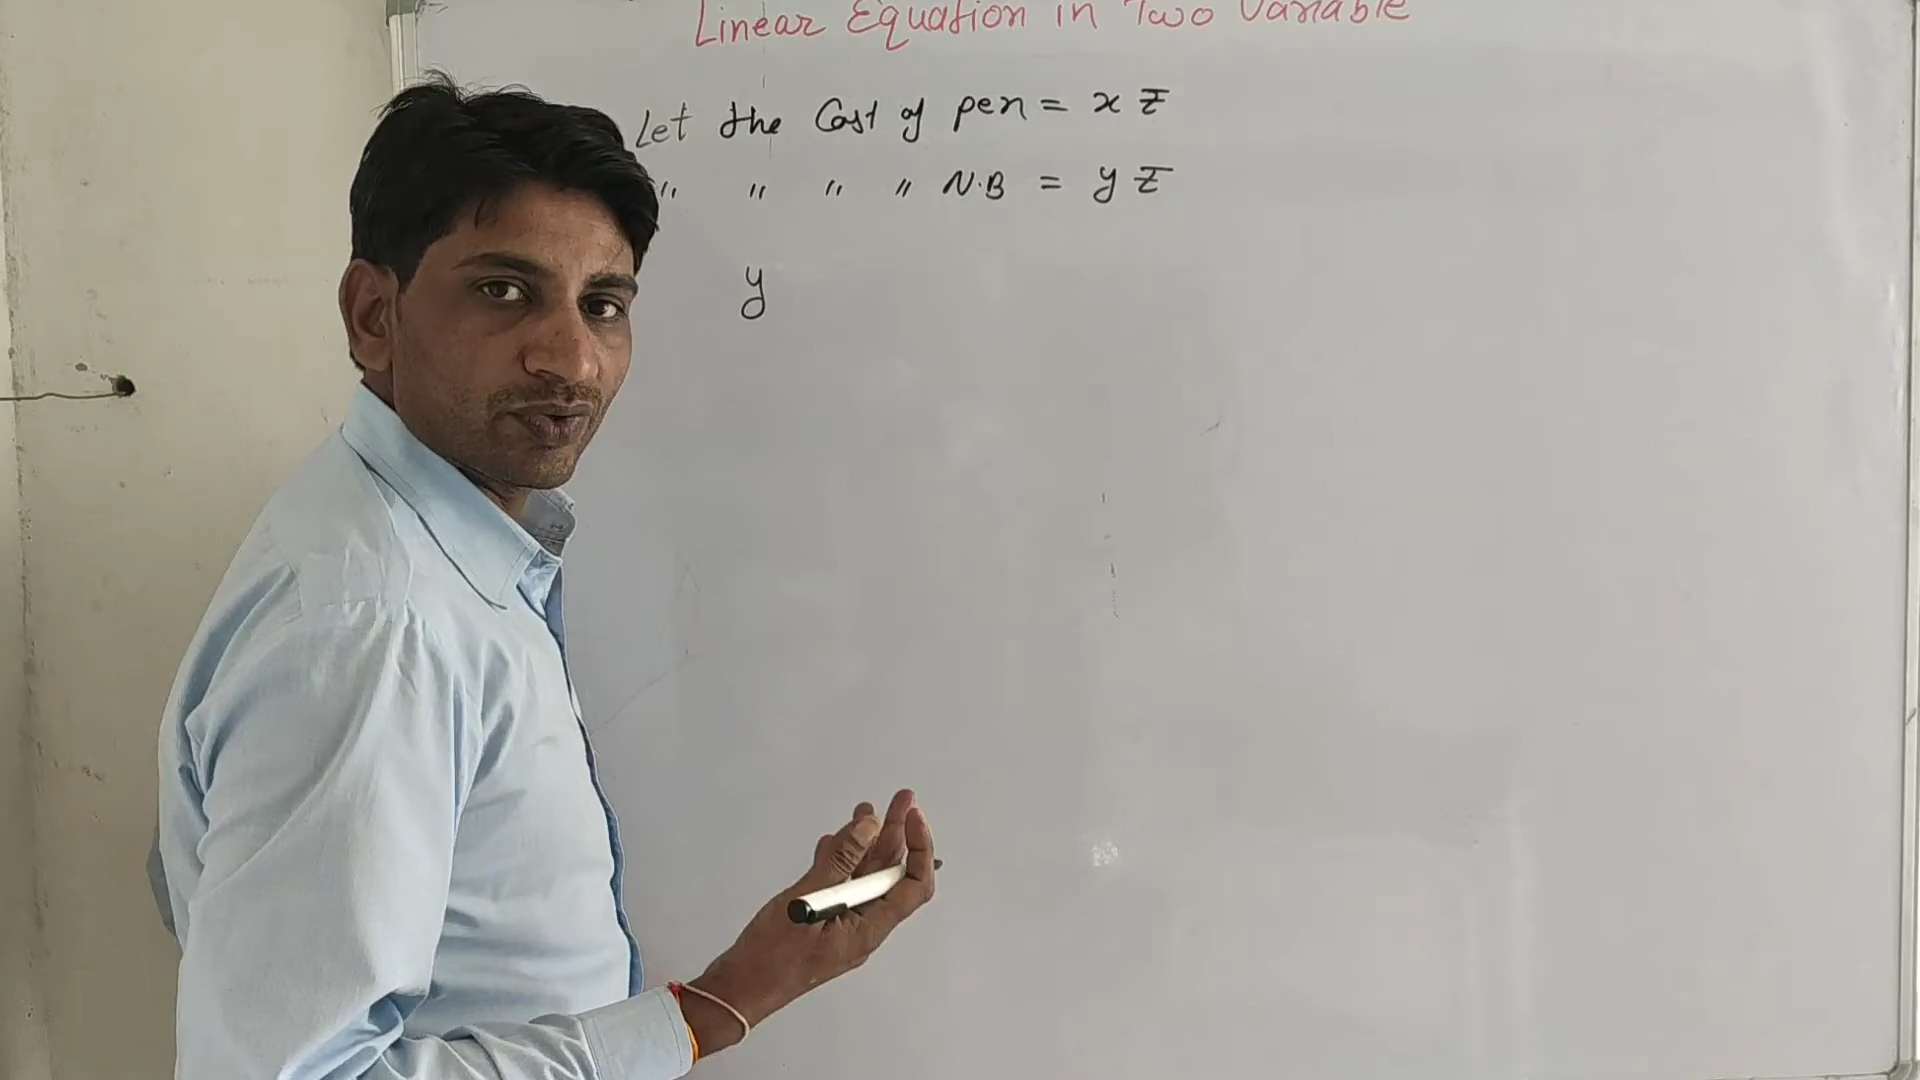 Linear Equation in Two Variable
Let the Cost of pen = x ₹
" " " " N.B = y ₹
y